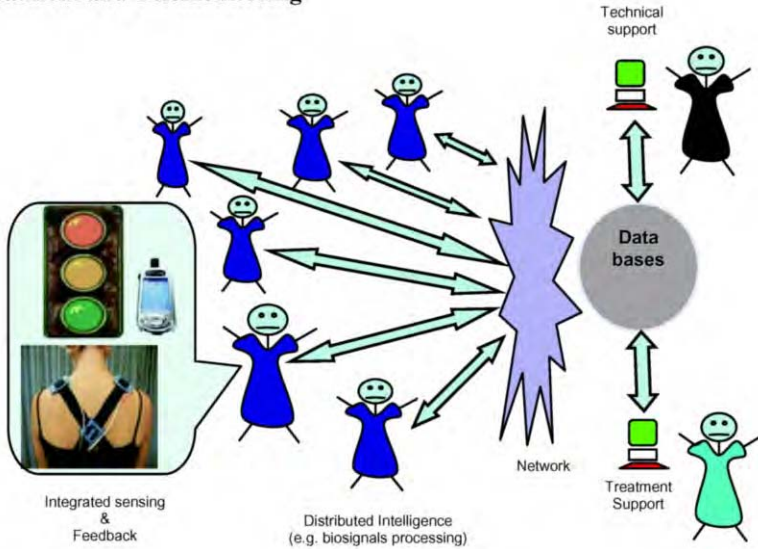 Technical
support
Data
bases
Network
Treatment
Support
Integrated sensing
&
Feedback
Distributed Intelligence
(e.g. biosignals processing)